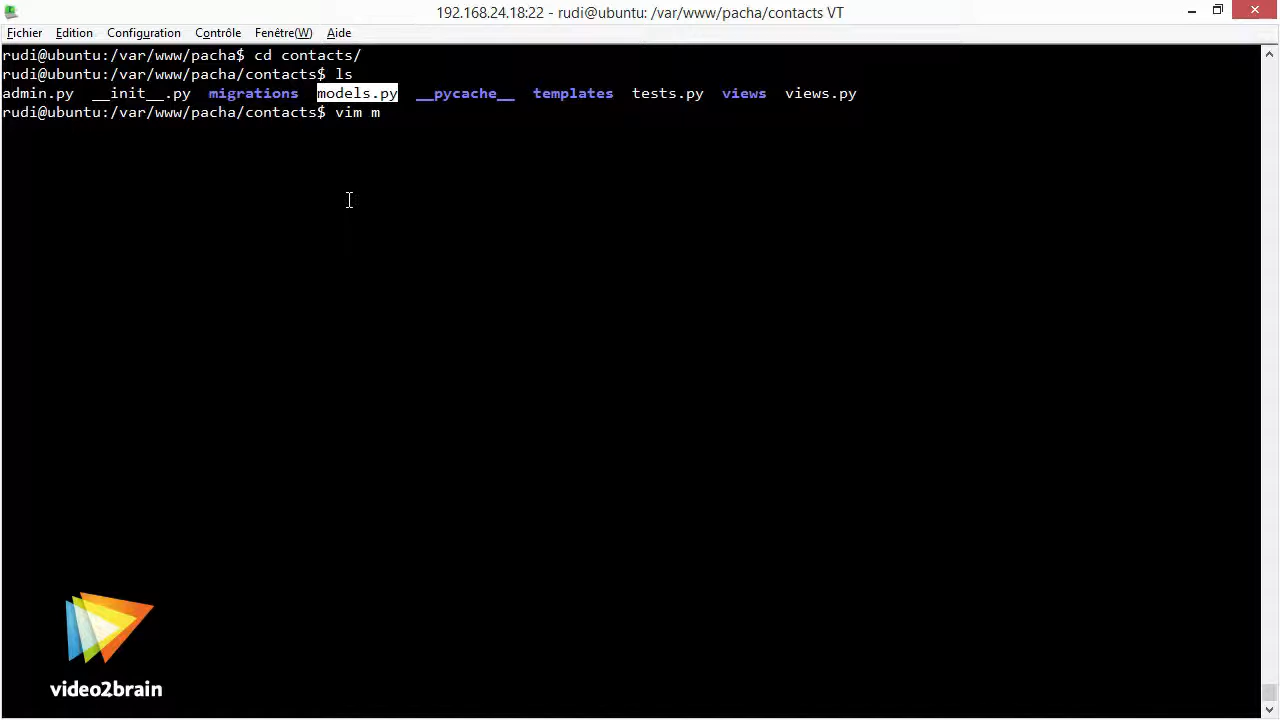 192.168.24.18:22 - rudi@ubuntu: /var/www/pacha/contacts VT
Fichier Edition Configuration Contrôle Fenêtre(W) Aide
rudi@ubuntu:/var/www/pacha$ cd contacts/
rudi@ubuntu:/var/www/pacha/contacts$ ls
admin.py __init__.py migrations models.py __pycache__ templates tests.py views views.py
rudi@ubuntu:/var/www/pacha/contacts$ vim m
video2brain